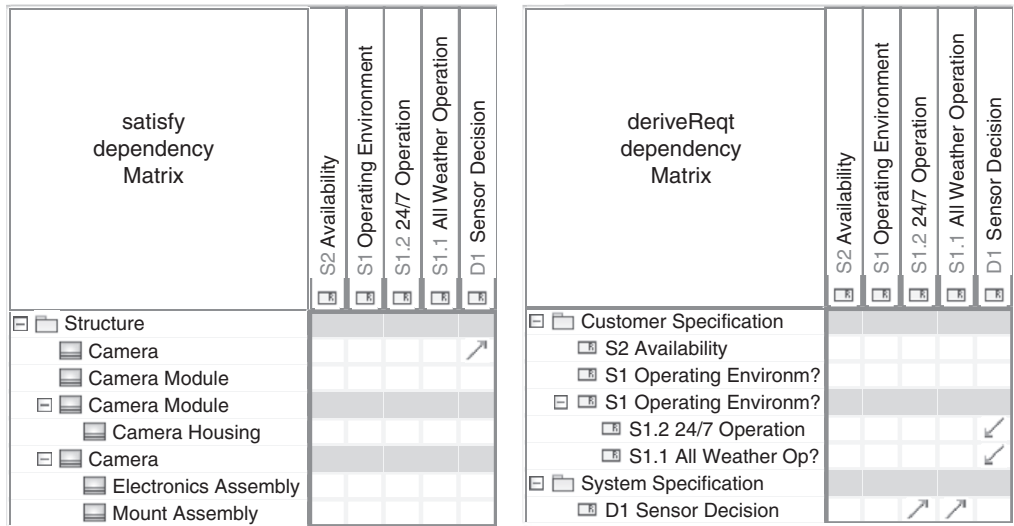 satisfy
dependency
Matrix
S2 Availability
S1 Operating Environment
S1.2 24/7 Operation
S1.1 All Weather Operation
D1 Sensor Decision
Structure
Camera
Camera Module
Camera Module
Camera Housing
Camera
Electronics Assembly
Mount Assembly
deriveReqt
dependency
Matrix
S2 Availability
S1 Operating Environment
S1.2 24/7 Operation
S1.1 All Weather Operation
D1 Sensor Decision
Customer Specification
S2 Availability
S1 Operating Environm?
S1 Operating Environm?
S1.2 24/7 Operation
S1.1 All Weather Op?
System Specification
D1 Sensor Decision